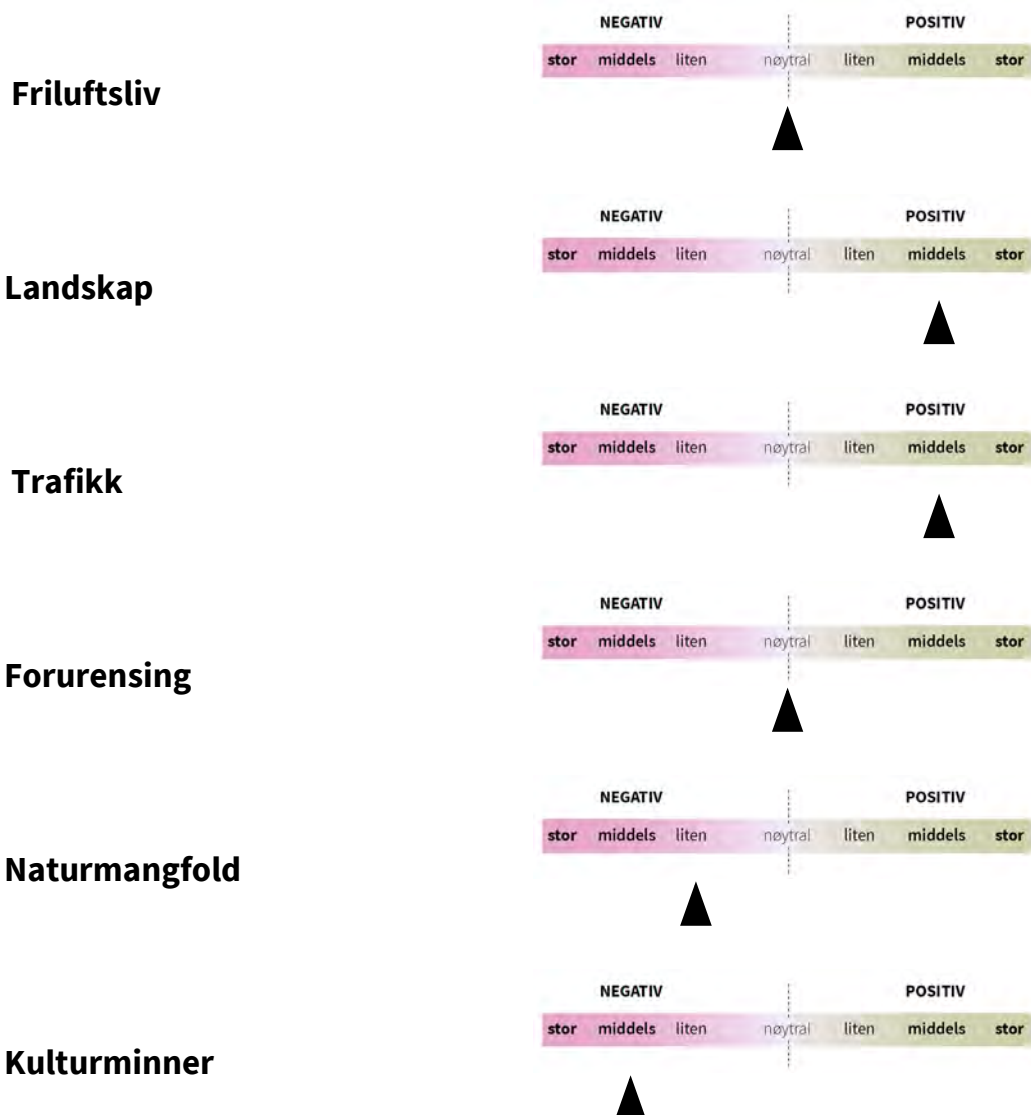 NEGATIV POSITIV
stor middels liten nøytral liten middels stor
Friluftsliv
NEGATIV POSITIV
stor middels liten nøytral liten middels stor
Landskap
NEGATIV POSITIV
stor middels liten nøytral liten middels stor
Trafikk
NEGATIV POSITIV
stor middels liten nøytral liten middels stor
Forurensing
NEGATIV POSITIV
stor middels liten nøytral liten middels stor
Naturmangfold
NEGATIV POSITIV
stor middels liten nøytral liten middels stor
Kulturminner